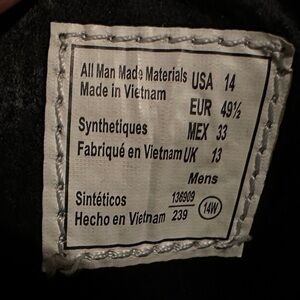 All Man Made Materials USA 14
Made in Vietnam EUR 49½
Synthetiques MEX 33
Fabriqué en Vietnam UK 13
Mens
Sintéticos 136909
Hecho en Vietnam 239 14W